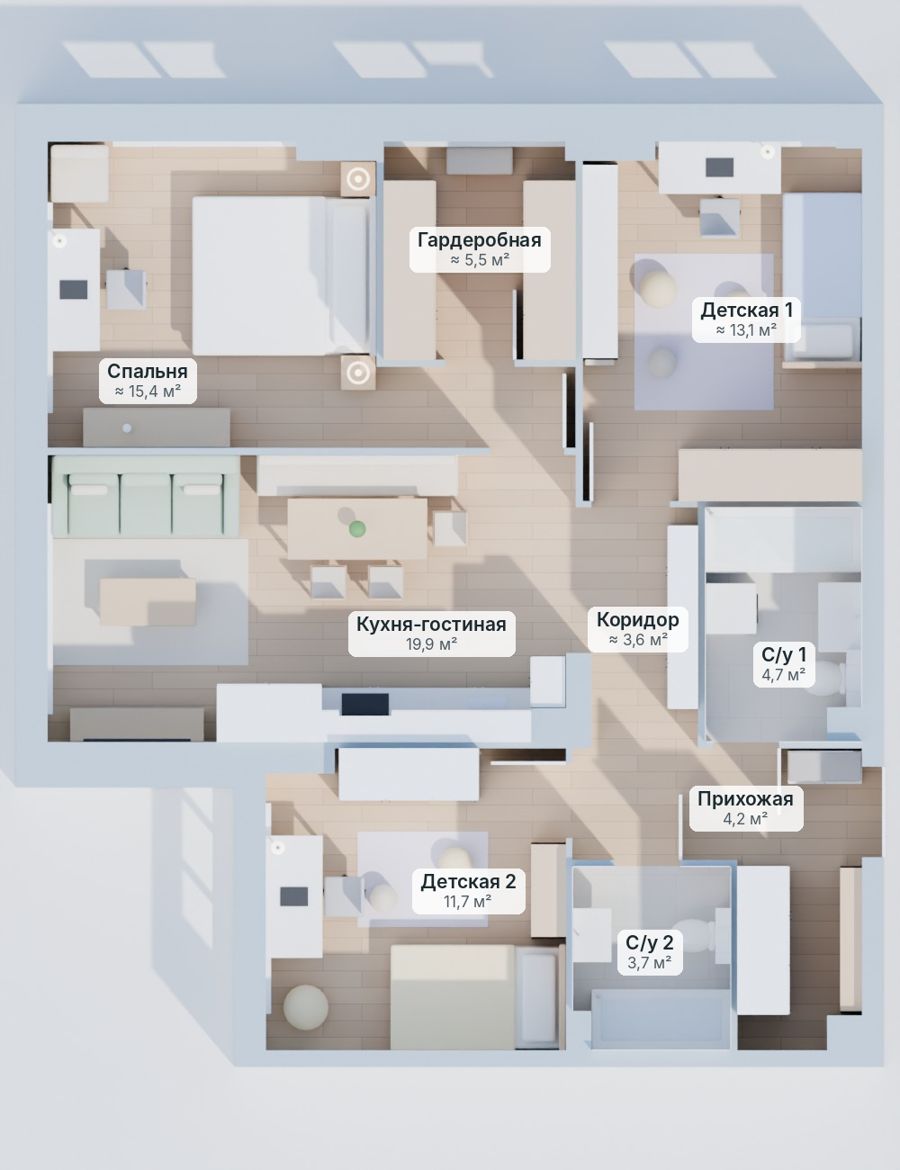 Гардеробная
≈ 5,5 м²
Детская 1
≈ 13,1 м²
Спальня
≈ 15,4 м²
Кухня-гостиная
19,9 м²
Коридор
≈ 3,6 м²
С/у 1
4,7 м²
Прихожая
4,2 м²
Детская 2
11,7 м²
С/у 2
3,7 м²